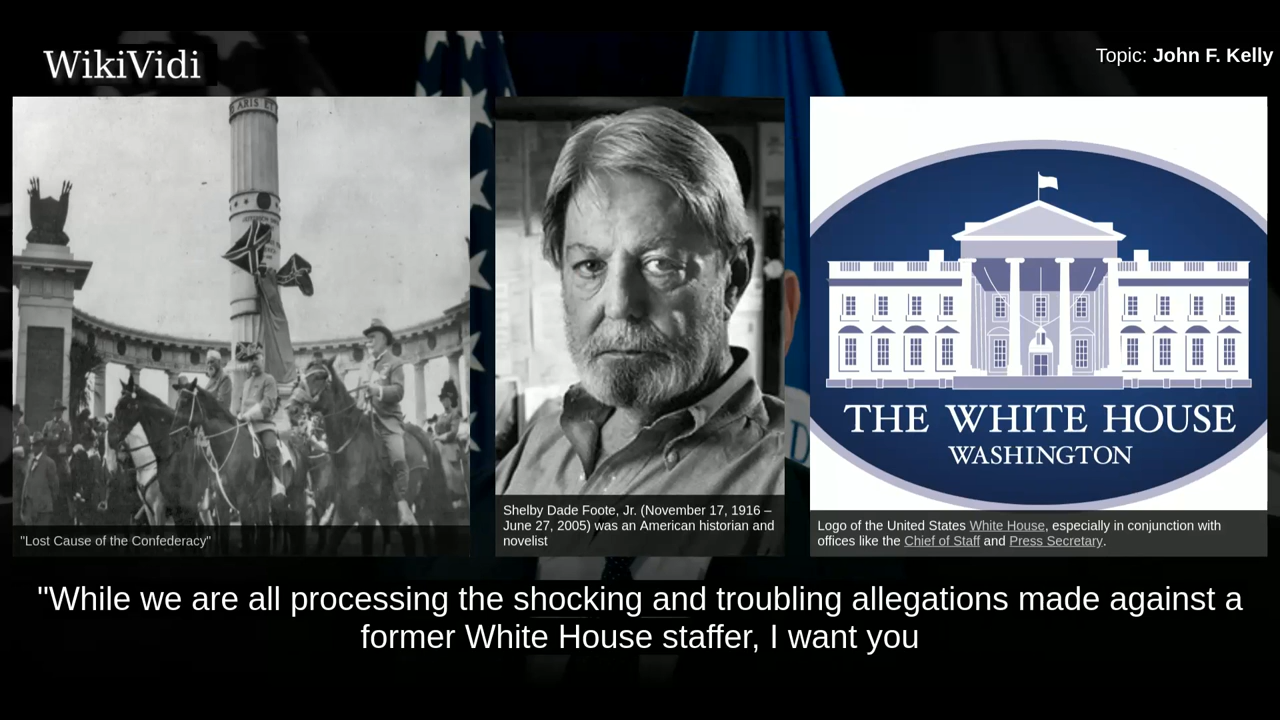 WikiVidi
Topic: John F. Kelly
ARIS ET
"Lost Cause of the Confederacy"
Shelby Dade Foote, Jr. (November 17, 1916 –
June 27, 2005) was an American historian and
novelist
THE WHITE HOUSE
WASHINGTON
Logo of the United States White House, especially in conjunction with
offices like the Chief of Staff and Press Secretary.
"While we are all processing the shocking and troubling allegations made against a
former White House staffer, I want you